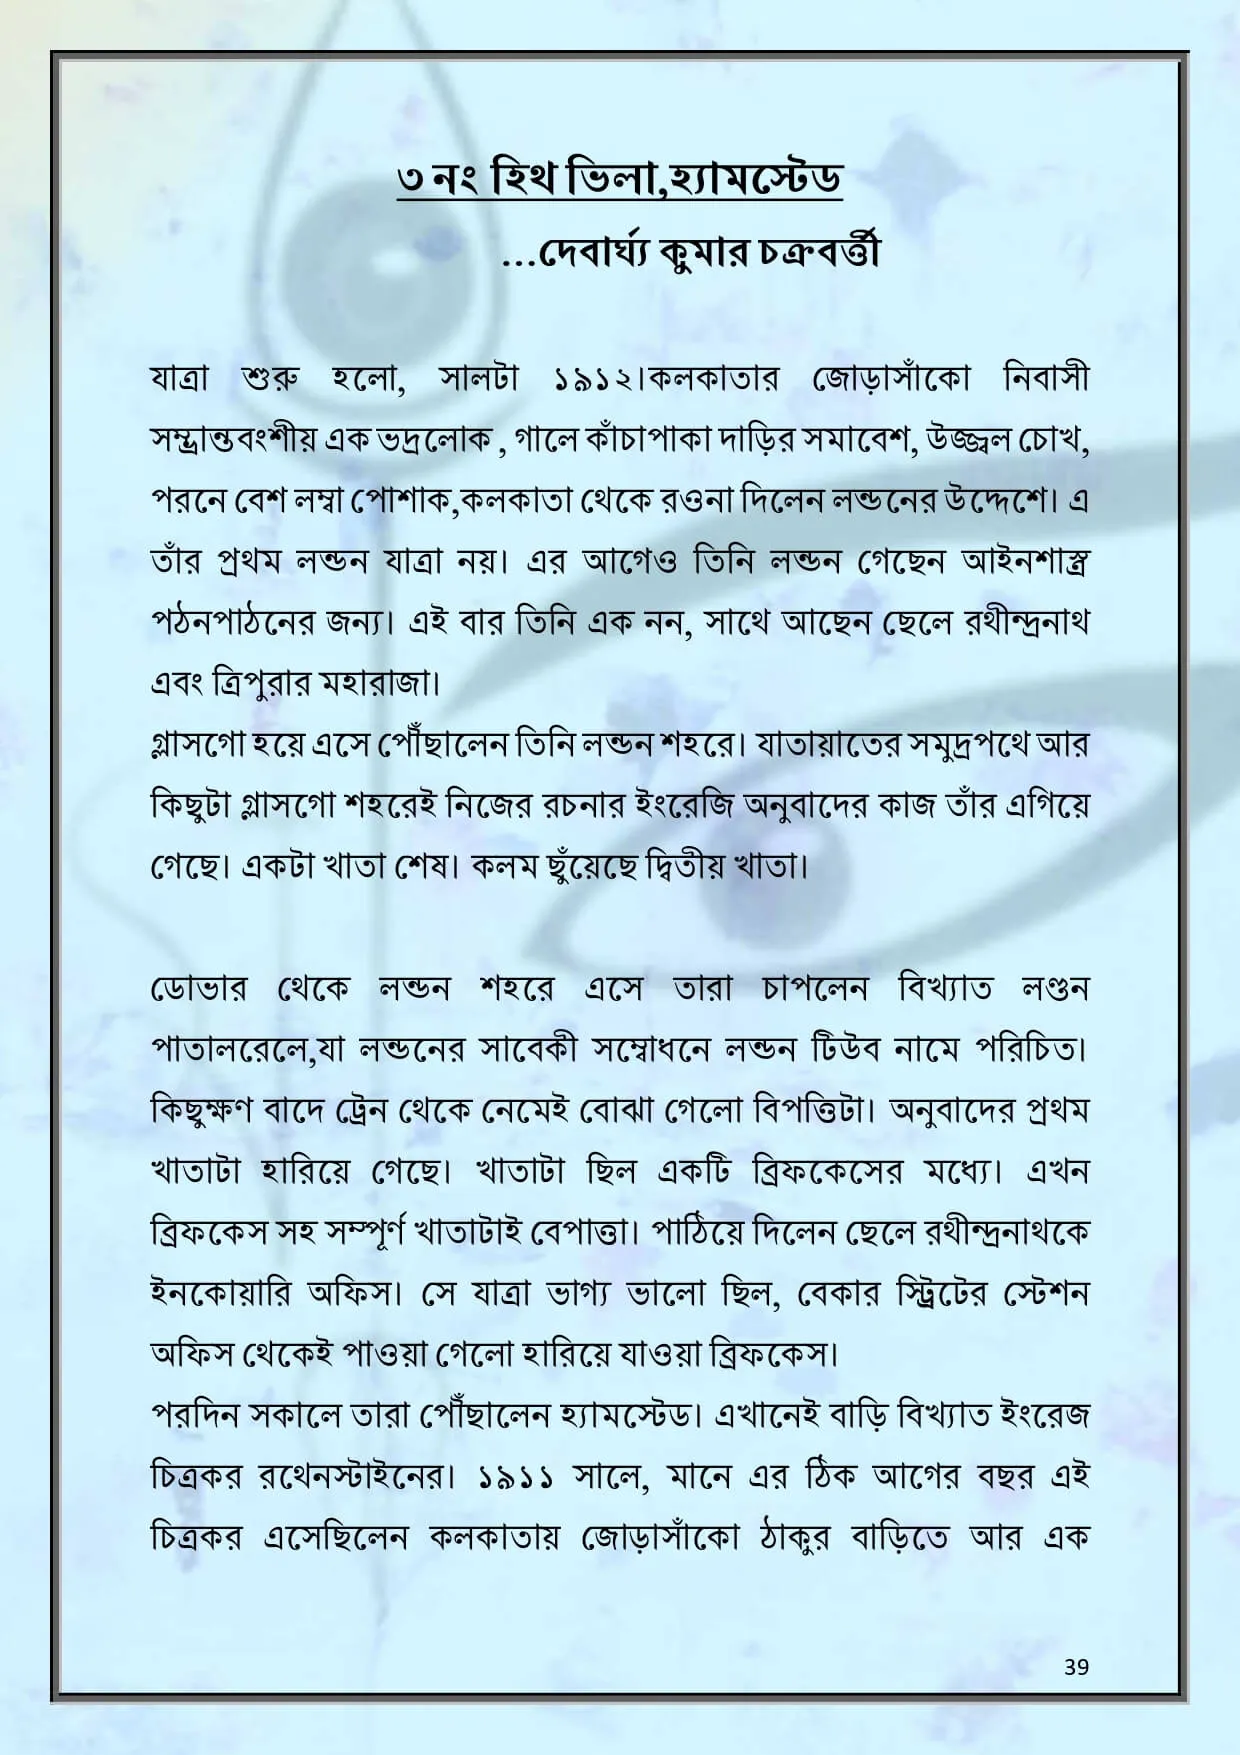 ৩ নং হিথ ভিলা,হ্যামস্টেড
...দেবার্ঘ্য কুমার চক্রবর্ত্তী
যাত্রা শুরু হলো, সালটা ১৯১২।কলকাতার জোড়াসাঁকো নিবাসী
সম্ভ্রান্তবংশীয় এক ভদ্রলোক , গালে কাঁচাপাকা দাড়ির সমাবেশ, উজ্জ্বল চোখ,
পরনে বেশ লম্বা পোশাক,কলকাতা থেকে রওনা দিলেন লন্ডনের উদ্দেশে। এ
তাঁর প্রথম লন্ডন যাত্রা নয়। এর আগেও তিনি লন্ডন গেছেন আইনশাস্ত্র
পঠনপাঠনের জন্য। এই বার তিনি এক নন, সাথে আছেন ছেলে রথীন্দ্রনাথ
এবং ত্রিপুরার মহারাজা।
গ্লাসগো হয়ে এসে পৌঁছালেন তিনি লন্ডন শহরে। যাতায়াতের সমুদ্রপথে আর
কিছুটা গ্লাসগো শহরেই নিজের রচনার ইংরেজি অনুবাদের কাজ তাঁর এগিয়ে
গেছে। একটা খাতা শেষ। কলম ছুঁয়েছে দ্বিতীয় খাতা।
ডোভার থেকে লন্ডন শহরে এসে তারা চাপলেন বিখ্যাত লণ্ডন
পাতালরেলে,যা লন্ডনের সাবেকী সম্বোধনে লন্ডন টিউব নামে পরিচিত।
কিছুক্ষণ বাদে ট্রেন থেকে নেমেই বোঝা গেলো বিপত্তিটা। অনুবাদের প্রথম
খাতাটা হারিয়ে গেছে। খাতাটা ছিল একটি ব্রিফকেসের মধ্যে। এখন
ব্রিফকেস সহ সম্পূর্ণ খাতাটাই বেপাত্তা। পাঠিয়ে দিলেন ছেলে রথীন্দ্রনাথকে
ইনকোয়ারি অফিস। সে যাত্রা ভাগ্য ভালো ছিল, বেকার স্ট্রিটের স্টেশন
অফিস থেকেই পাওয়া গেলো হারিয়ে যাওয়া ব্রিফকেস।
পরদিন সকালে তারা পৌঁছালেন হ্যামস্টেড। এখানেই বাড়ি বিখ্যাত ইংরেজ
চিত্রকর রথেনস্টাইনের। ১৯১১ সালে, মানে এর ঠিক আগের বছর এই
চিত্রকর এসেছিলেন কলকাতায় জোড়াসাঁকো ঠাকুর বাড়িতে আর এক
39